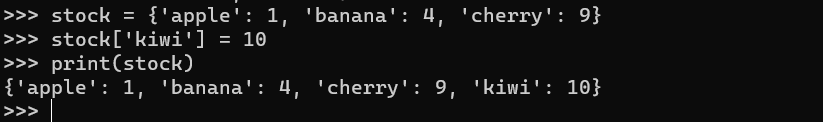 >>> stock = {'apple': 1, 'banana': 4, 'cherry': 9}
>>> stock['kiwi'] = 10
>>> print(stock)
{'apple': 1, 'banana': 4, 'cherry': 9, 'kiwi': 10}
>>>